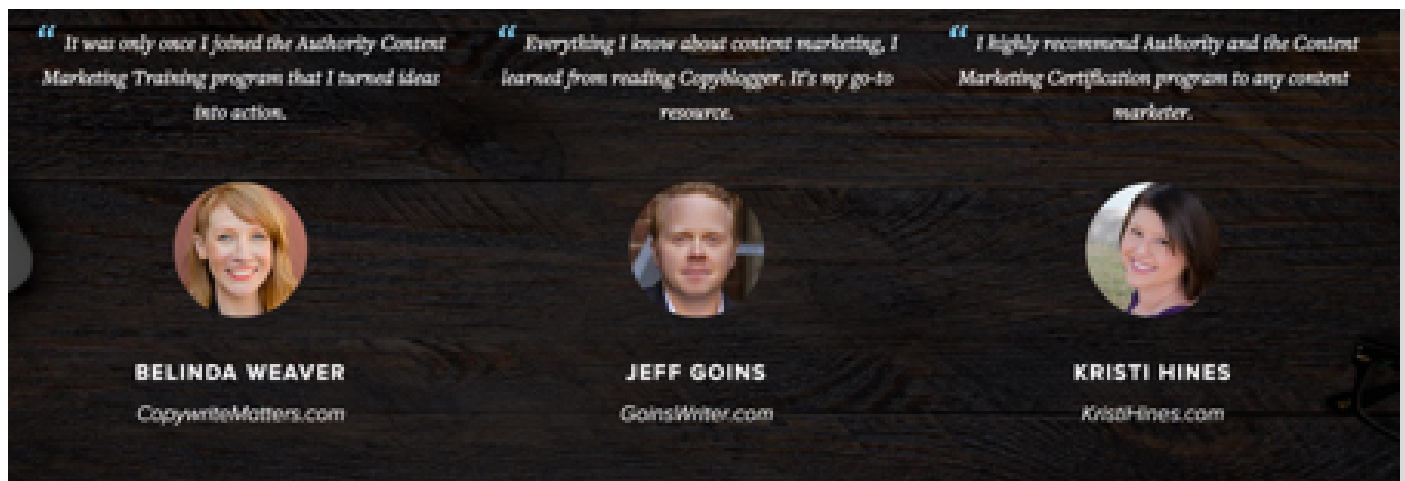 “ It was only once I joined the Authority Content
Marketing Training program that I turned ideas
into action.
“ Everything I know about content marketing, I
learned from reading Copyblogger. It's my go-to
resource.
“ I highly recommend Authority and the Content
Marketing Certification program to any content
marketer.
BELINDA WEAVER
CopywriteMatters.com
JEFF GOINS
GoinsWriter.com
KRISTI HINES
KristiHines.com